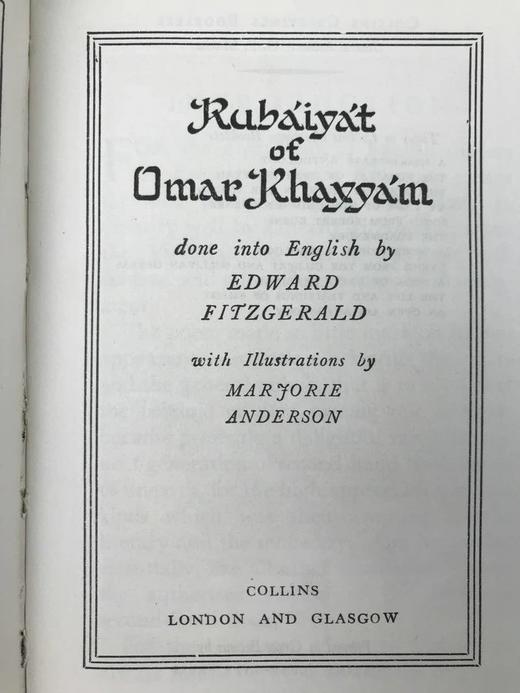 Rubáiyát
of
Omar Khayyám
done into English by
EDWARD
FITZGERALD
with Illustrations by
MARJORIE
ANDERSON
COLLINS
LONDON AND GLASGOW